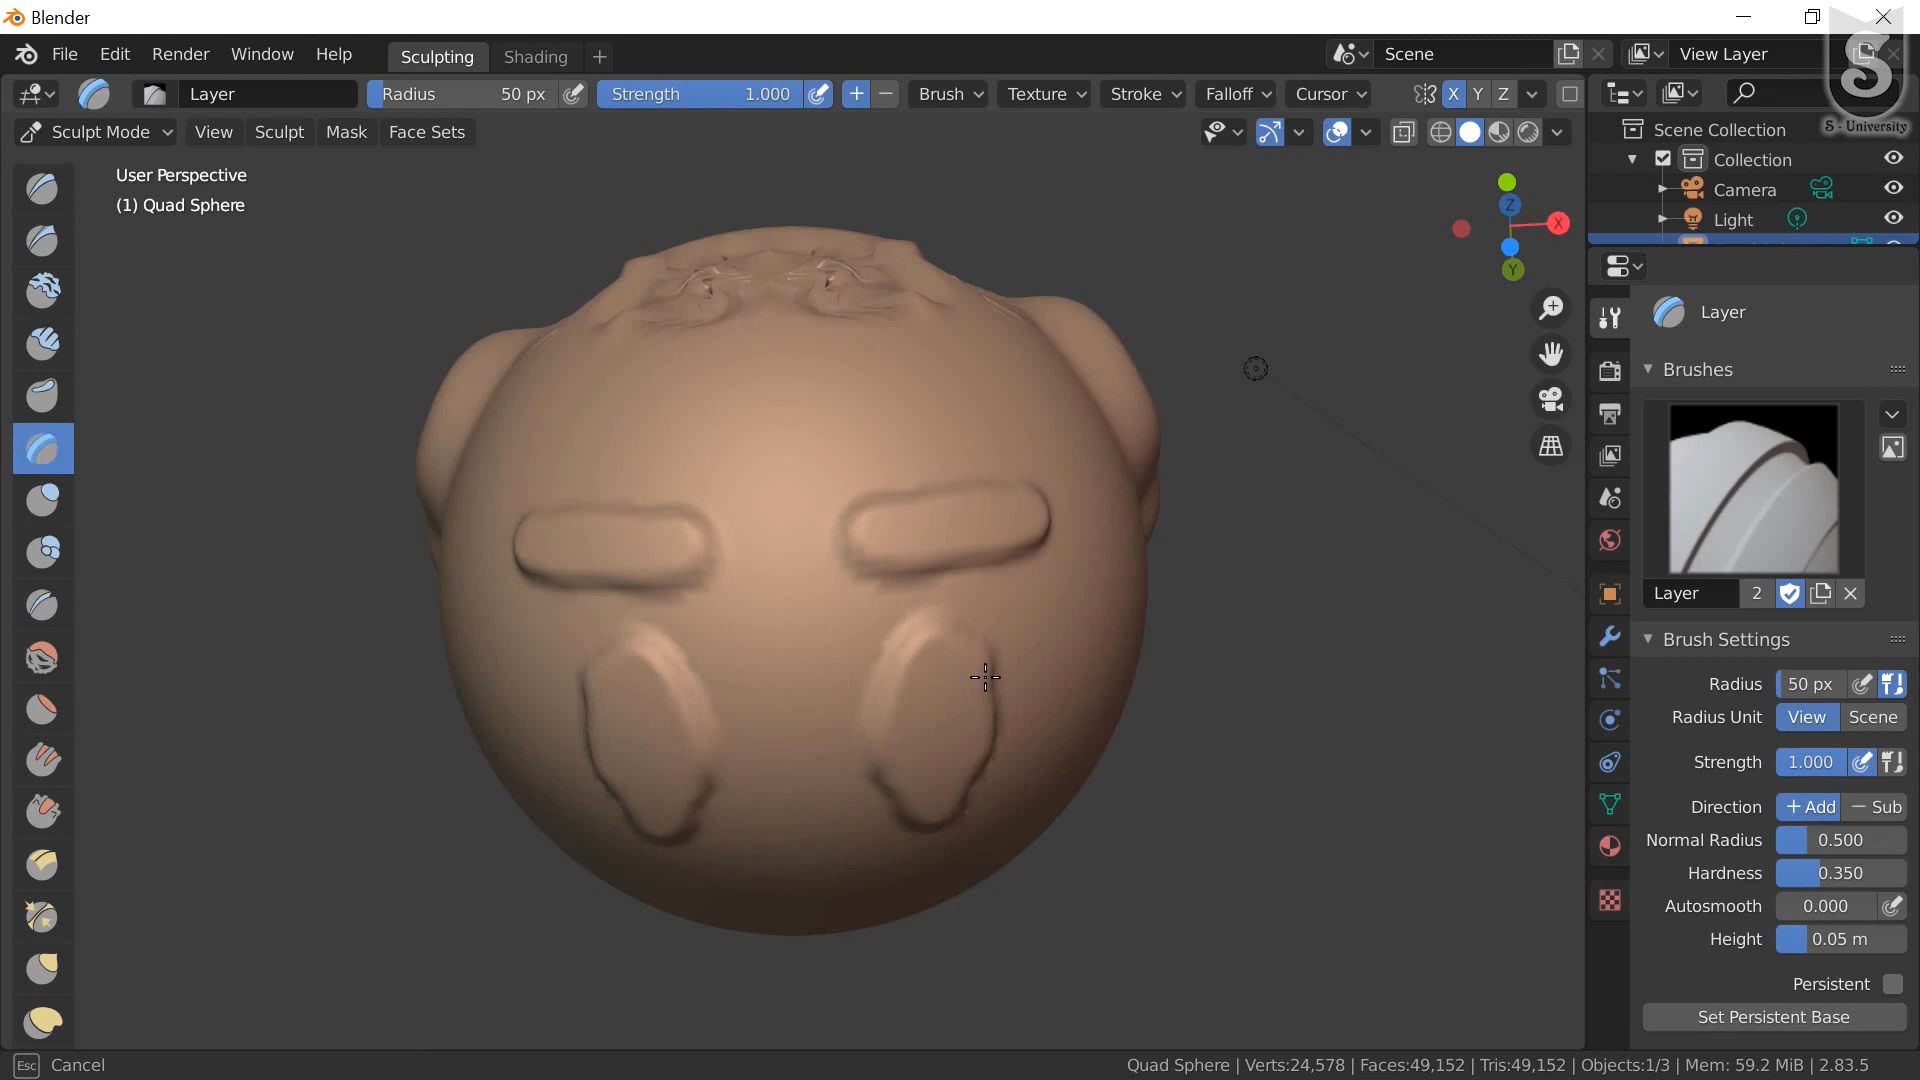 Blender
File Edit Render Window Help Sculpting Shading + Scene View Layer
Layer Radius 50 px Strength 1.000 Brush Texture Stroke Falloff Cursor X Y Z
Sculpt Mode View Sculpt Mask Face Sets
S - University
User Perspective
(1) Quad Sphere
Z
X
Y
Scene Collection
Collection
Camera
Light
Layer
Brushes
Layer 2
Brush Settings
Radius 50 px
Radius Unit View Scene
Strength 1.000
Direction + Add − Sub
Normal Radius 0.500
Hardness 0.350
Autosmooth 0.000
Height 0.05 m
Persistent
Set Persistent Base
Esc Cancel
Quad Sphere | Verts:24,578 | Faces:49,152 | Tris:49,152 | Objects:1/3 | Mem: 59.2 MiB | 2.83.5